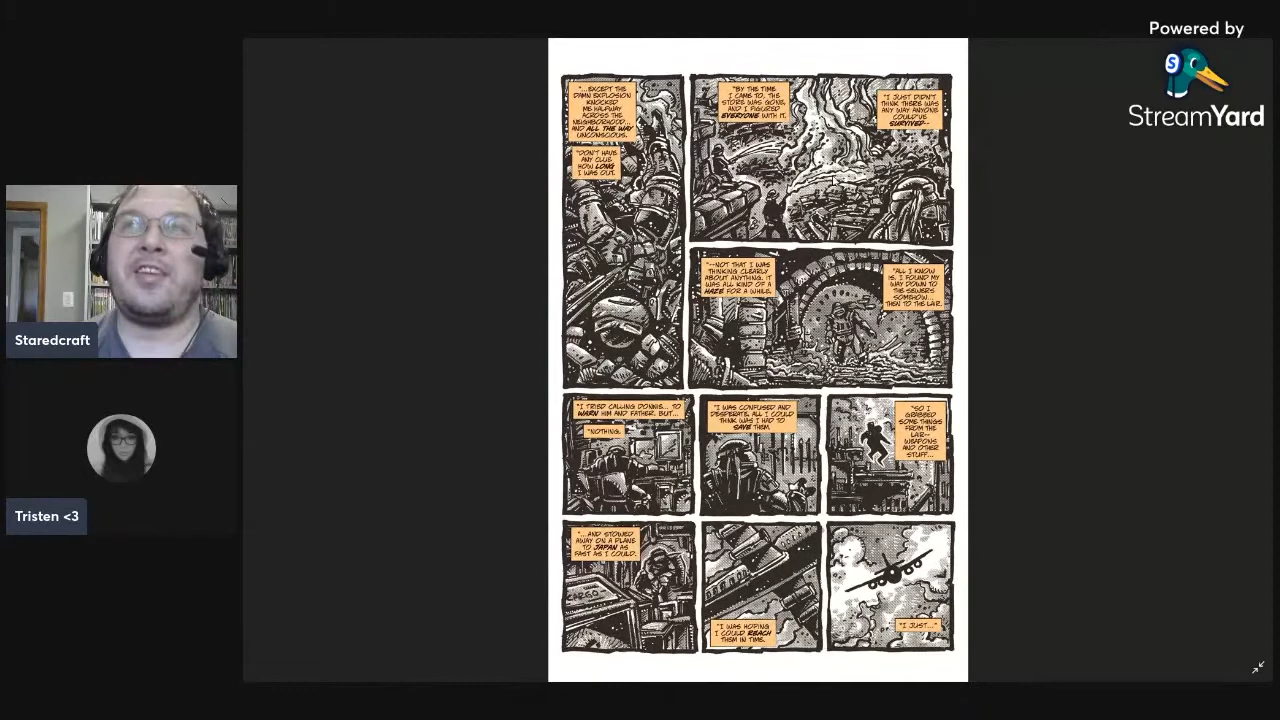 Powered by
S
StreamYard
Staredcraft
Tristen <3
"...EXCEPT THE
DAMN EXPLOSION
KNOCKED
ME HALFWAY
ACROSS THE
NEIGHBORHOOD...
AND ALL THE WAY
UNCONSCIOUS.
"DON'T HAVE
ANY CLUE
HOW LONG
I WAS OUT.
"BY THE TIME
I CAME TO, THE
STORE WAS GONE,
AND I FIGURED
EVERYONE WITH IT.
"I JUST DIDN'T
THINK THERE WAS
ANY WAY ANYONE
COULD'VE
SURVIVED--
"--NOT THAT I WAS
THINKING CLEARLY
ABOUT ANYTHING. IT
WAS ALL KIND OF A
HAZE FOR A WHILE.
"ALL I KNOW
IS, I FOUND MY
WAY DOWN TO
THE SEWERS
SOMEHOW...
THEN TO THE LAIR.
"I TRIED CALLING DONNIE... TO
WARN HIM AND FATHER. BUT...
"NOTHING.
"I WAS CONFUSED AND
DESPERATE. ALL I COULD
THINK WAS I HAD TO
SAVE THEM.
"SO I
GRABBED
SOME THINGS
FROM THE
LAIR--
WEAPONS
AND OTHER
STUFF...
"...AND STOWED
AWAY ON A PLANE
TO JAPAN AS
FAST AS I COULD.
CARGO
"I WAS HOPING
I COULD REACH
THEM IN TIME.
"I JUST..."